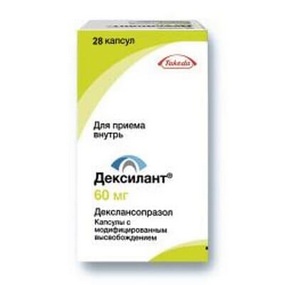 28 капсул
Takeda
Для приема
внутрь
Дексилант®
60 мг
Декслансопразол
Капсулы с
модифицированным
высвобождением